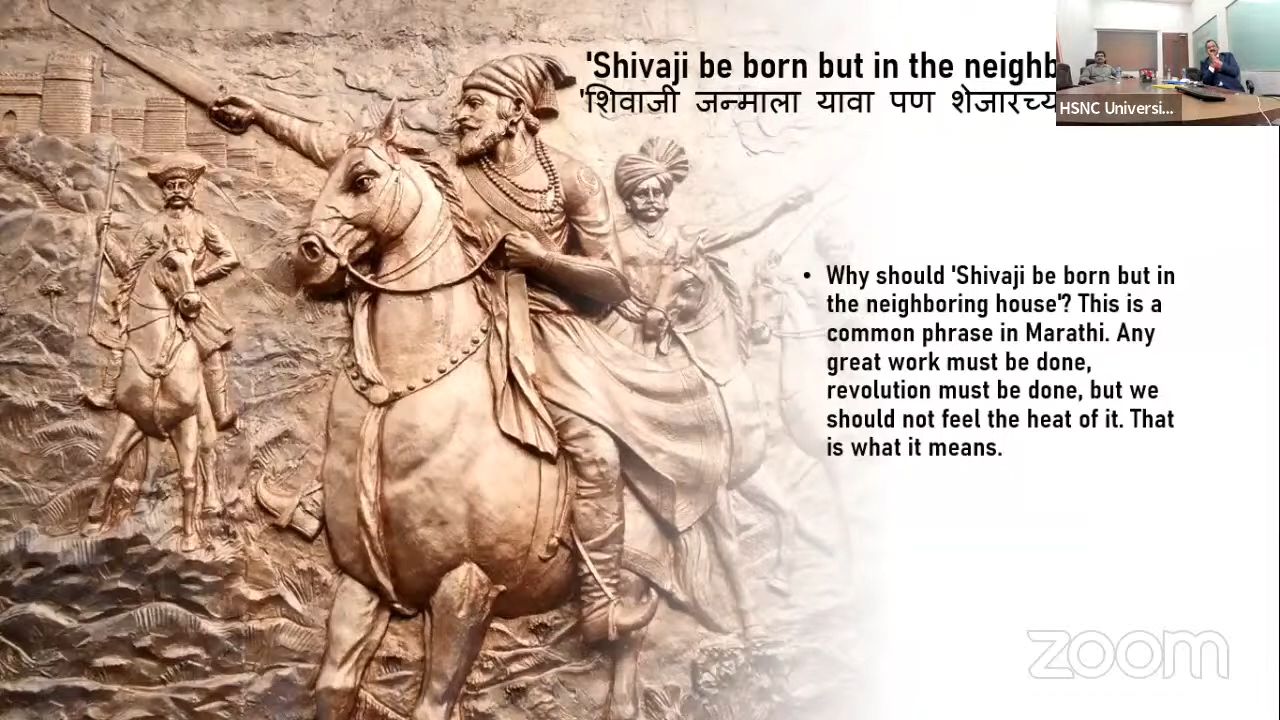 'Shivaji be born but in the
'शिवाजी जन्माला यावा पण
HSNC Universi...
• Why should 'Shivaji be born but in
the neighboring house'? This is a
common phrase in Marathi. Any
great work must be done,
revolution must be done, but we
should not feel the heat of it. That
is what it means.
zoom